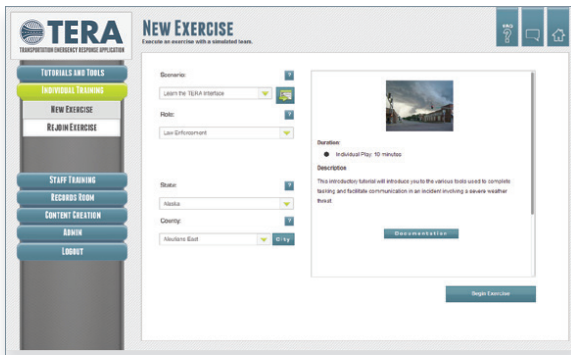 TERA
TRANSPORTATION EMERGENCY RESPONSE APPLICATION
NEW EXERCISE
Execute an exercise with a simulated team.
TUTORIALS AND TOOLS
INDIVIDUAL TRAINING
NEW EXERCISE
REJOIN EXERCISE
STAFF TRAINING
RECORDS ROOM
CONTENT CREATION
ADMIN
LOGOUT
Scenario:
?
Learn the TERA Interface
Role:
?
Law Enforcement
State:
?
Alaska
County:
?
Aleutians East
City
Duration:
Individual Play: 10 minutes
Description
This introductory tutorial will introduce you to the various tools used to complete
training and facilitate communication in an incident involving a severe weather
threat.
Documentation
Begin Exercise